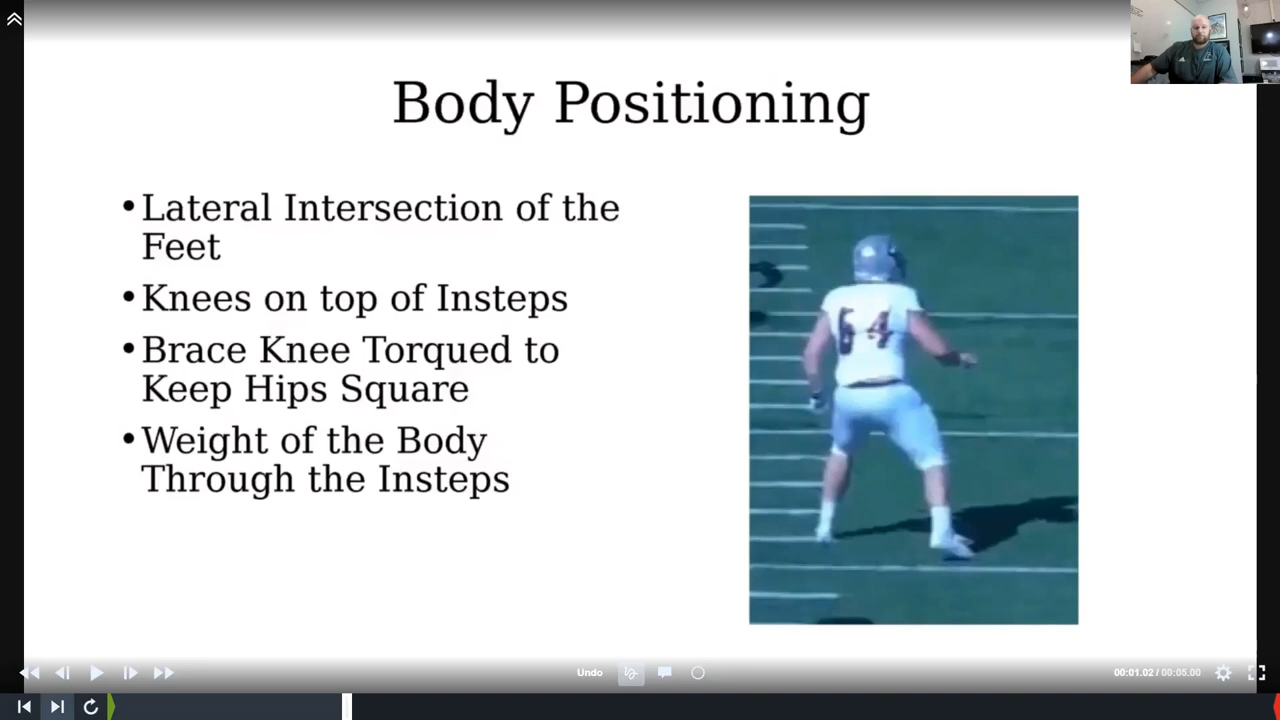 Body Positioning
• Lateral Intersection of the
Feet
• Knees on top of Insteps
• Brace Knee Torqued to
Keep Hips Square
• Weight of the Body
Through the Insteps
64
Undo
00:01.02 / 00:05.00